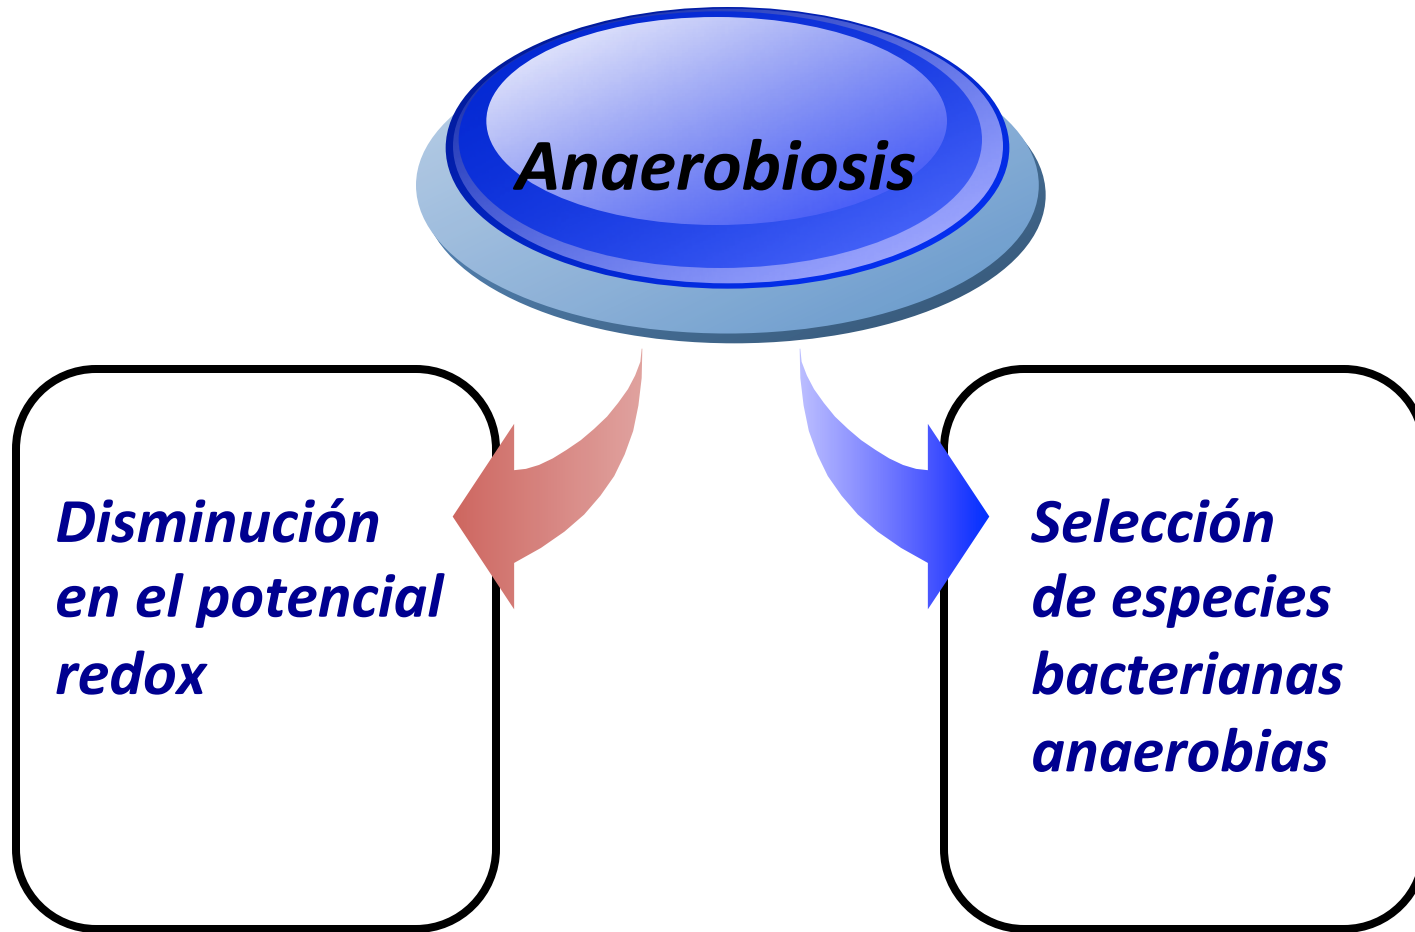 Anaerobiosis
Disminución
en el potencial
redox
Selección
de especies
bacterianas
anaerobias